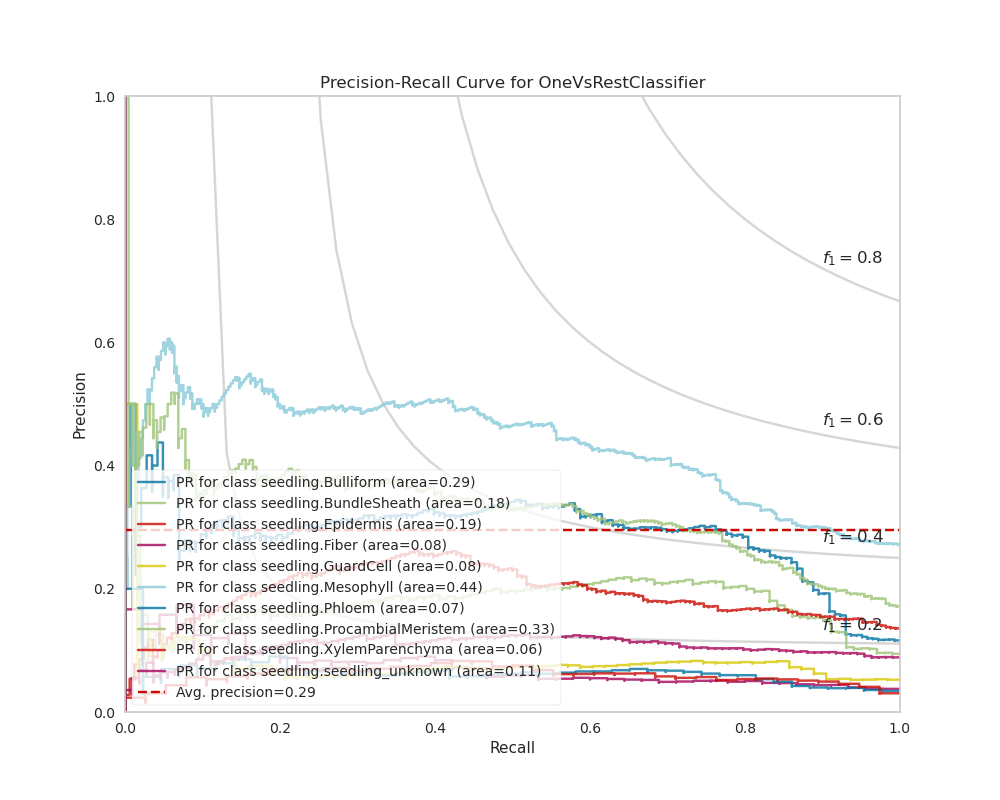 Precision-Recall Curve for OneVsRestClassifier
1.0
0.8
0.6
0.4
0.2
0.0
Precision
f1 = 0.8
f1 = 0.6
f1 = 0.4
f1 = 0.2
PR for class seedling.Bulliform (area=0.29)
PR for class seedling.BundleSheath (area=0.18)
PR for class seedling.Epidermis (area=0.19)
PR for class seedling.Fiber (area=0.08)
PR for class seedling.GuardCell (area=0.08)
PR for class seedling.Mesophyll (area=0.44)
PR for class seedling.Phloem (area=0.07)
PR for class seedling.ProcambialMeristem (area=0.33)
PR for class seedling.XylemParenchyma (area=0.06)
PR for class seedling.seedling_unknown (area=0.11)
Avg. precision=0.29
0.0 0.2 0.4 0.6 0.8 1.0
Recall